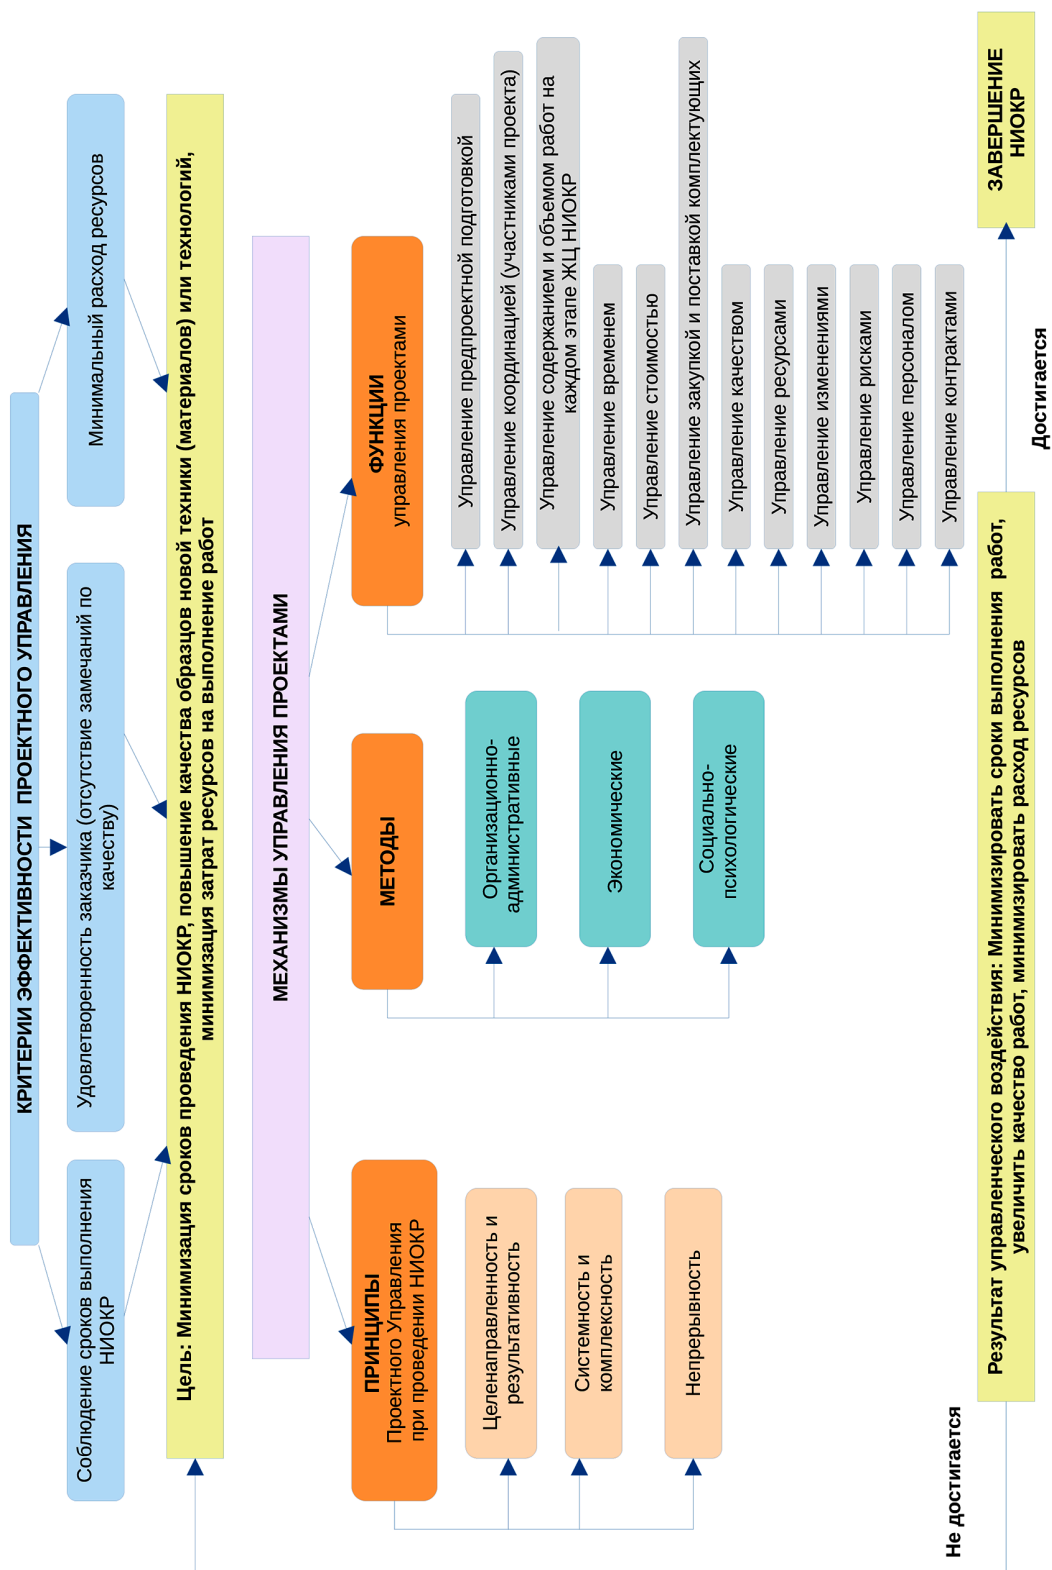 КРИТЕРИИ ЭФФЕКТИВНОСТИ  ПРОЕКТНОГО УПРАВЛЕНИЯ
Соблюдение сроков выполнения
НИОКР
Удовлетворенность заказчика (отсутствие замечаний по
качеству)
Минимальный расход ресурсов
Цель: Минимизация сроков проведения НИОКР, повышение качества образцов новой техники (материалов) или технологий,
минимизация затрат ресурсов на выполнение работ
МЕХАНИЗМЫ УПРАВЛЕНИЯ ПРОЕКТАМИ
ПРИНЦИПЫ
Проектного Управления
при проведении НИОКР
Целенаправленность и
результативность
Системность и
комплексность
Непрерывность
МЕТОДЫ
Организационно-
административные
Экономические
Социально-
психологические
ФУНКЦИИ
управления проектами
Управление предпроектной подготовкой
Управление координацией (участниками проекта)
Управление содержанием и объемом работ на
каждом этапе ЖЦ НИОКР
Управление временем
Управление стоимостью
Управление закупкой и поставкой комплектующих
Управление качеством
Управление ресурсами
Управление изменениями
Управление рисками
Управление персоналом
Управление контрактами
Не достигается
Результат управленческого воздействия: Минимизировать сроки выполнения  работ,
увеличить качество работ, минимизировать расход ресурсов
Достигается
ЗАВЕРШЕНИЕ
НИОКР